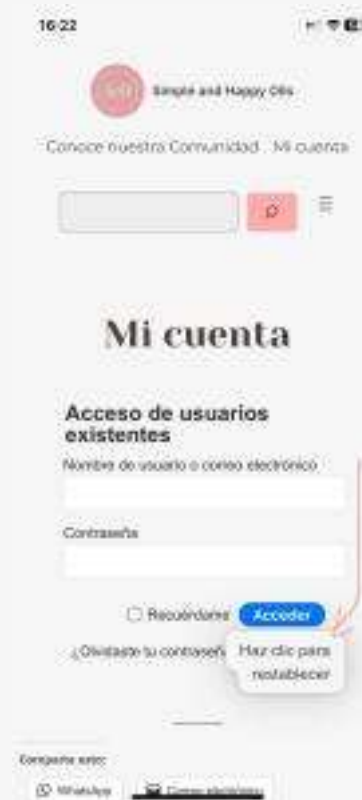 16:22
Simple and Happy Oils
Conoce nuestra Comunidad Mi cuenta
Mi cuenta
Acceso de usuarios
existentes
Nombre de usuario o correo electrónico
Contraseña
Recuérdame Acceder
¿Olvidaste tu contraseña
Haz clic para
restablecer
Comparte esto:
WhatsApp Correo electrónico